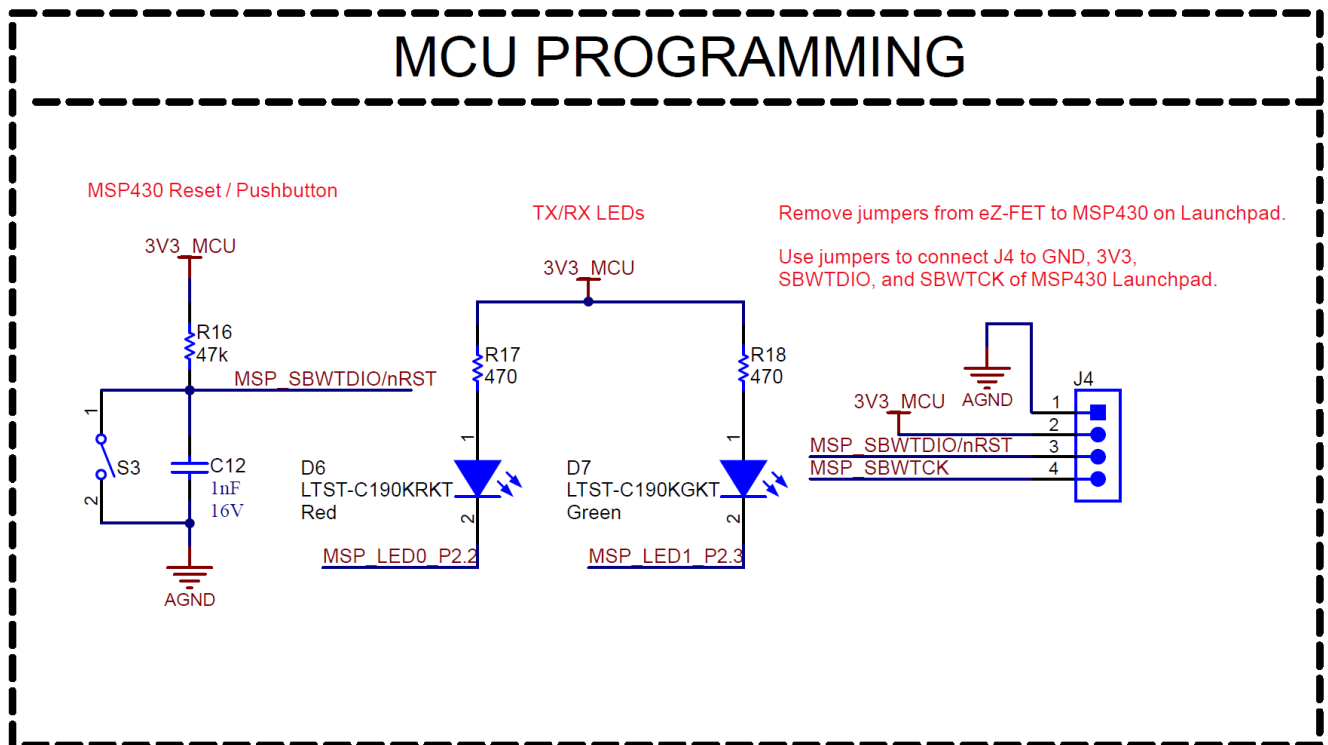 MCU PROGRAMMING
MSP430 Reset / Pushbutton
3V3_MCU
R16
47k
MSP_SBWTDIO/nRST
1
S3
2
C12
1nF
16V
AGND
TX/RX LEDs
3V3_MCU
R17
470
R18
470
1
D6
LTST-C190KRKT
Red
2
MSP_LED0_P2.2
1
D7
LTST-C190KGKT
Green
2
MSP_LED1_P2.3
Remove jumpers from eZ-FET to MSP430 on Launchpad.
Use jumpers to connect J4 to GND, 3V3,
SBWTDIO, and SBWTCK of MSP430 Launchpad.
AGND
J4
3V3_MCU
1
2
MSP_SBWTDIO/nRST
3
MSP_SBWTCK
4